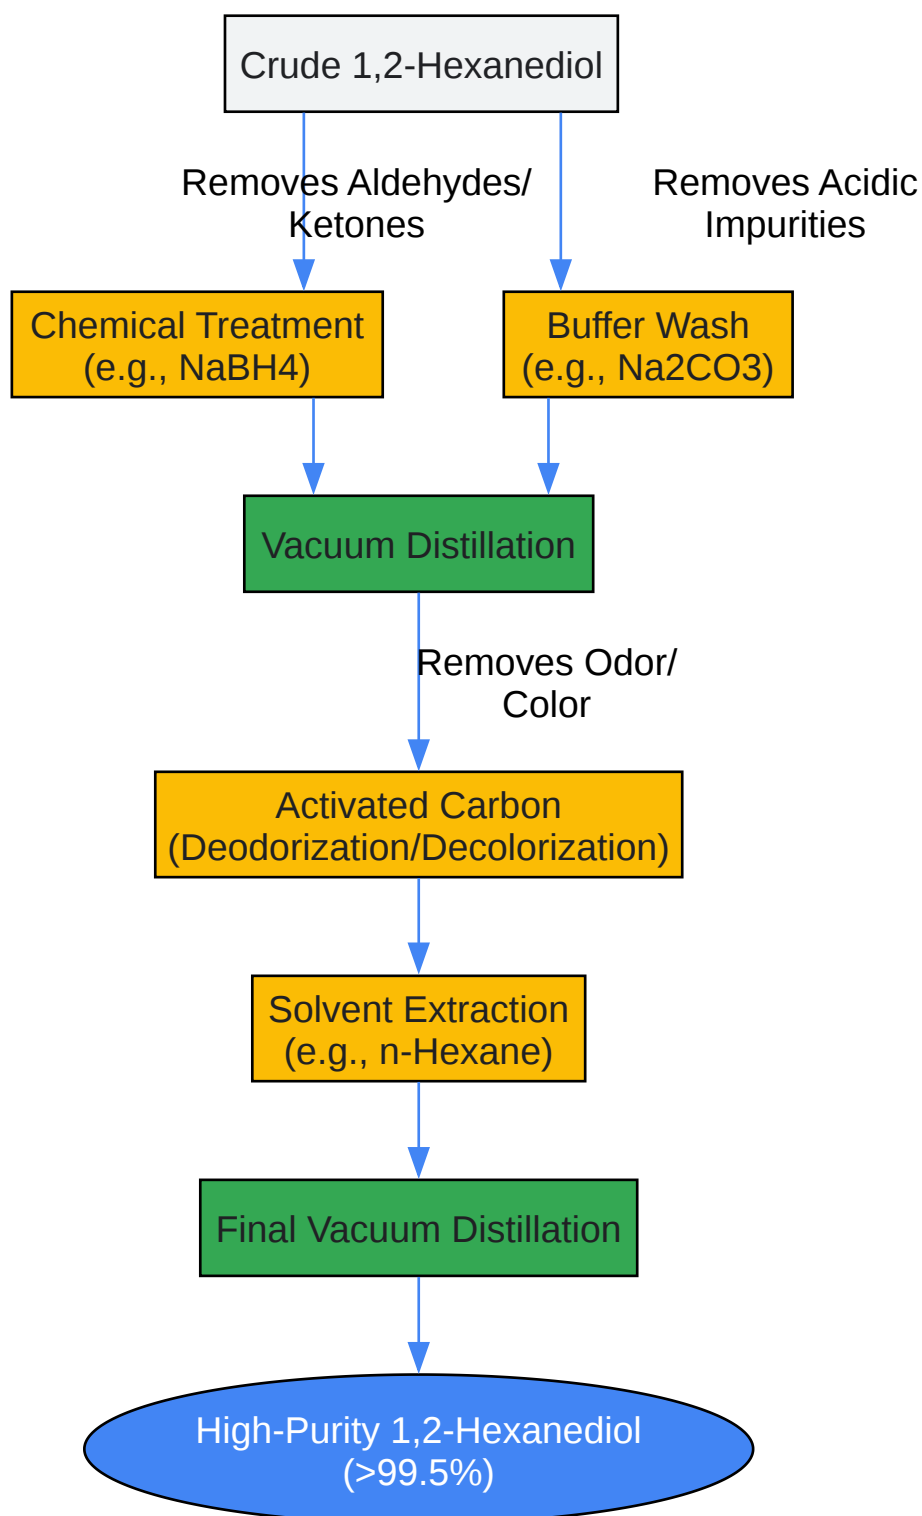 Crude 1,2-Hexanediol
Removes Aldehydes/
Ketones
Removes Acidic
Impurities
Chemical Treatment
(e.g., NaBH4)
Buffer Wash
(e.g., Na2CO3)
Vacuum Distillation
Removes Odor/
Color
Activated Carbon
(Deodorization/Decolorization)
Solvent Extraction
(e.g., n-Hexane)
Final Vacuum Distillation
High-Purity 1,2-Hexanediol
(>99.5%)